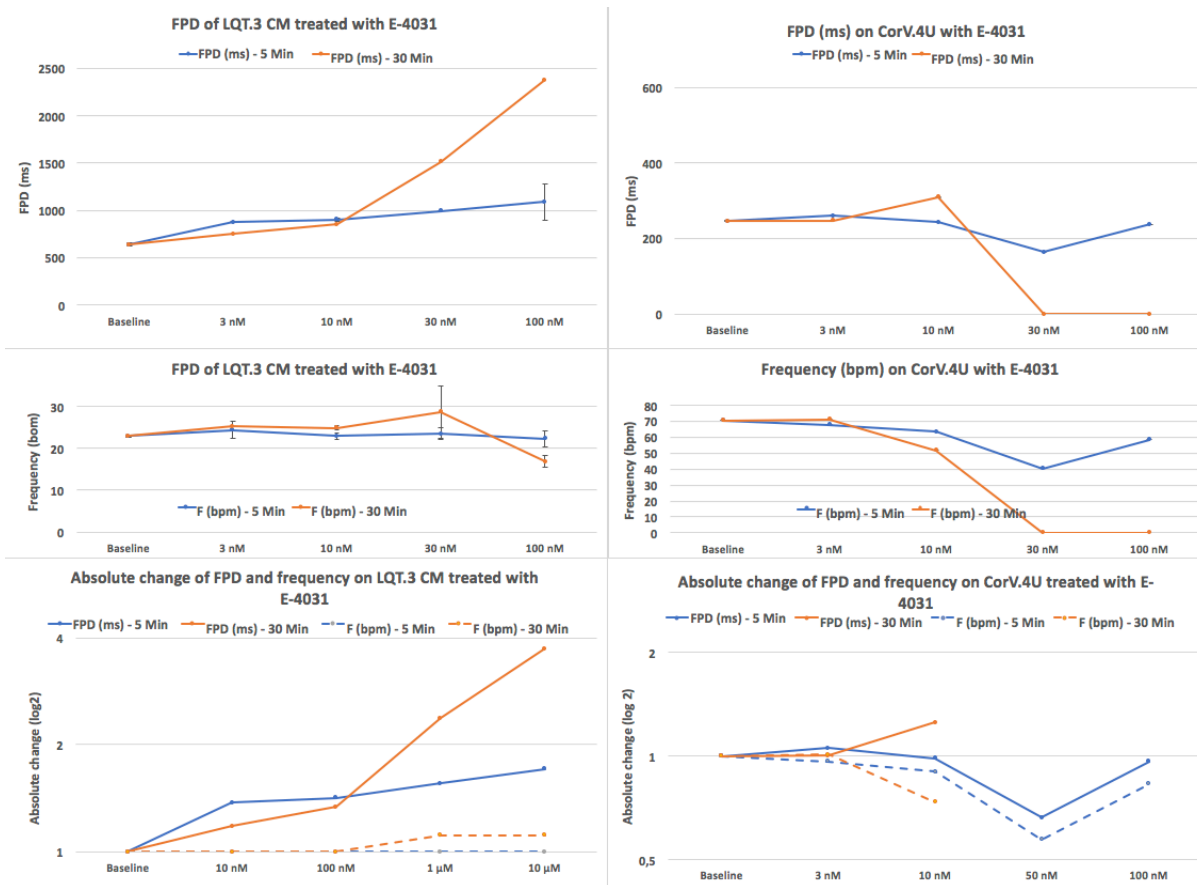 FPD of LQT.3 CM treated with E-4031
FPD (ms) - 5 Min FPD (ms) - 30 Min
2500
2000
1500
1000
500
0
FPD (ms)
Baseline 3 nM 10 nM 30 nM 100 nM
FPD (ms) on CorV.4U with E-4031
FPD (ms) - 5 Min FPD (ms) - 30 Min
600
400
200
0
FPD (ms)
Baseline 3 nM 10 nM 30 nM 100 nM
FPD of LQT.3 CM treated with E-4031
30
20
10
0
Frequency (bom)
F (bpm) - 5 Min F (bpm) - 30 Min
Baseline 3 nM 10 nM 30 nM 100 nM
Frequency (bpm) on CorV.4U with E-4031
80
70
60
50
40
30
20
10
0
Frequency (bpm)
F (bpm) - 5 Min F (bpm) - 30 Min
Baseline 3 nM 10 nM 30 nM 100 nM
Absolute change of FPD and frequency on LQT.3 CM treated with
E-4031
FPD (ms) - 5 Min FPD (ms) - 30 Min F (bpm) - 5 Min F (bpm) - 30 Min
4
2
1
Absolute change (log2)
Baseline 10 nM 100 nM 1 µM 10 µM
Absolute change of FPD and frequency on CorV.4U treated with E-
4031
FPD (ms) - 5 Min FPD (ms) - 30 Min F (bpm) - 5 Min F (bpm) - 30 Min
2
1
0,5
Absolute change (log 2)
Baseline 3 nM 10 nM 50 nM 100 nM